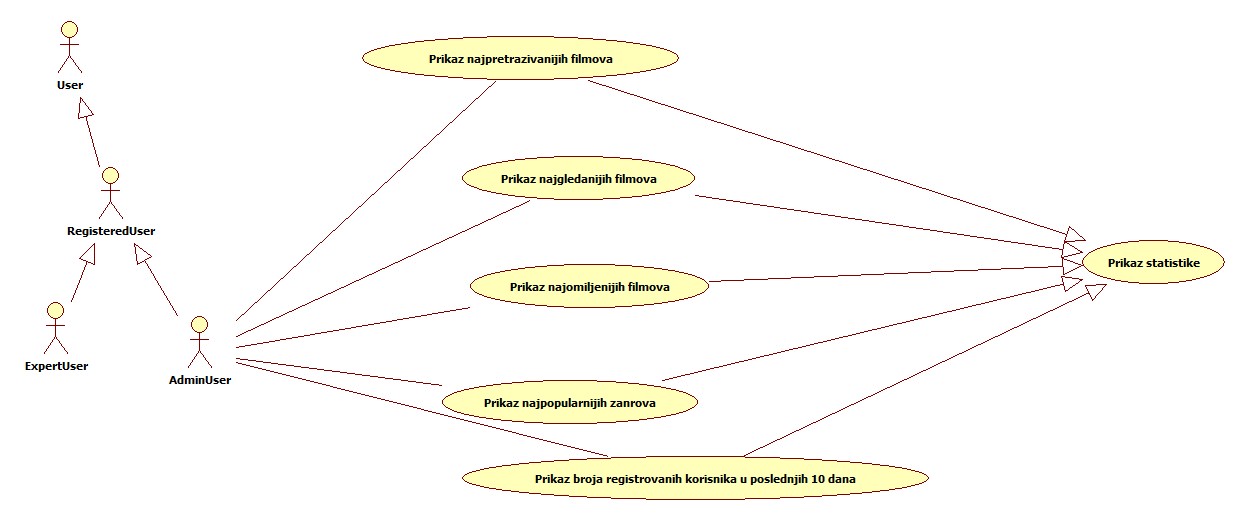 User
RegisteredUser
ExpertUser
AdminUser
Prikaz najpretrazivanijih filmova
Prikaz najgledanijih filmova
Prikaz najomiljenijih filmova
Prikaz najpopularnijih zanrova
Prikaz broja registrovanih korisnika u poslednjih 10 dana
Prikaz statistike